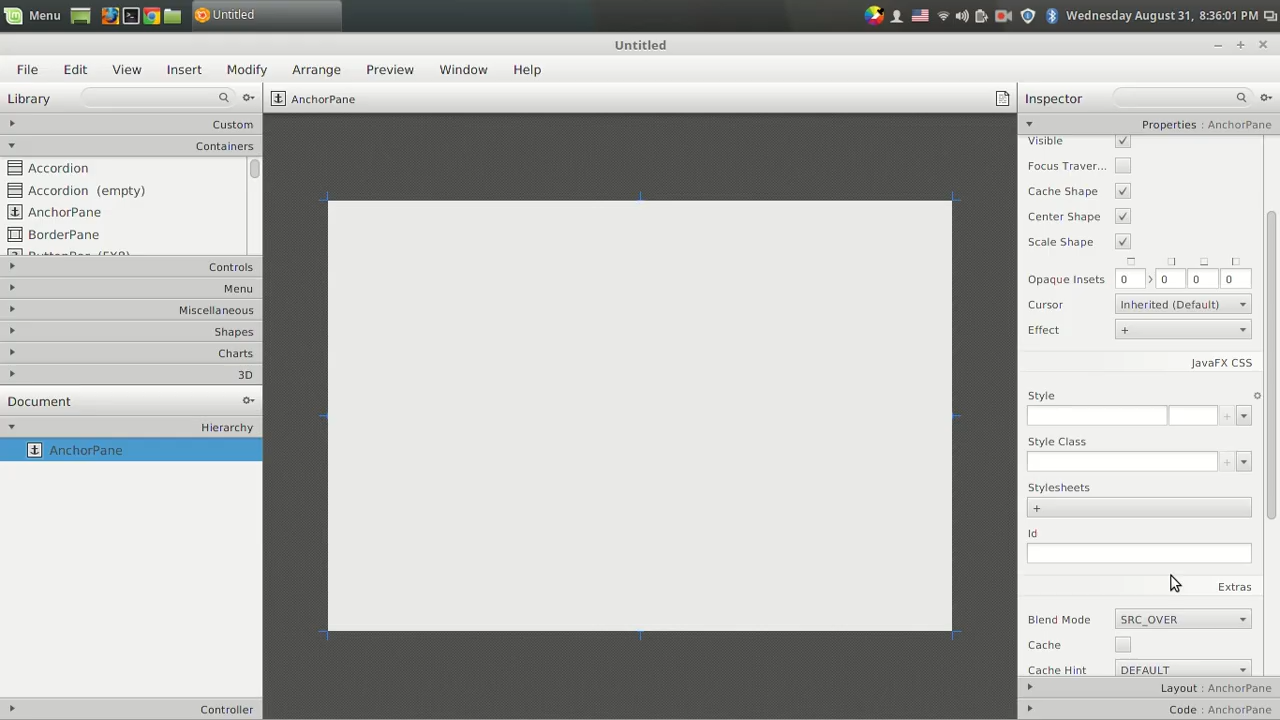 Menu
Untitled
Wednesday August 31, 8:36:01 PM
Untitled
File Edit View Insert Modify Arrange Preview Window Help
Library
AnchorPane
Inspector
Custom
Containers
Accordion
Accordion (empty)
AnchorPane
BorderPane
Controls
Menu
Miscellaneous
Shapes
Charts
3D
Document
Hierarchy
AnchorPane
Controller
Properties : AnchorPane
Visible
Focus Traver...
Cache Shape
Center Shape
Scale Shape
Opaque Insets 0 0 0 0
Cursor Inherited (Default)
Effect +
JavaFX CSS
Style
+
Style Class
+
Stylesheets
+
Id
Extras
Blend Mode SRC_OVER
Cache
Cache Hint DEFAULT
Layout : AnchorPane
Code : AnchorPane